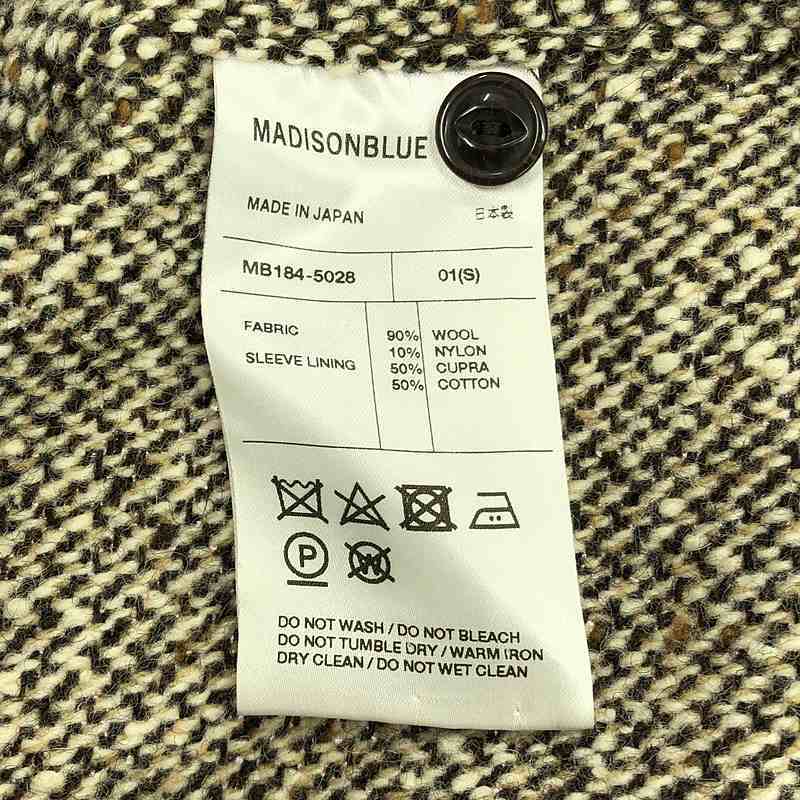 MADISONBLUE
MADE IN JAPAN 日本製
MB184-5028 01(S)
FABRIC 90% WOOL
10% NYLON
SLEEVE LINING 50% CUPRA
50% COTTON
P W
DO NOT WASH / DO NOT BLEACH
DO NOT TUMBLE DRY / WARM IRON
DRY CLEAN / DO NOT WET CLEAN